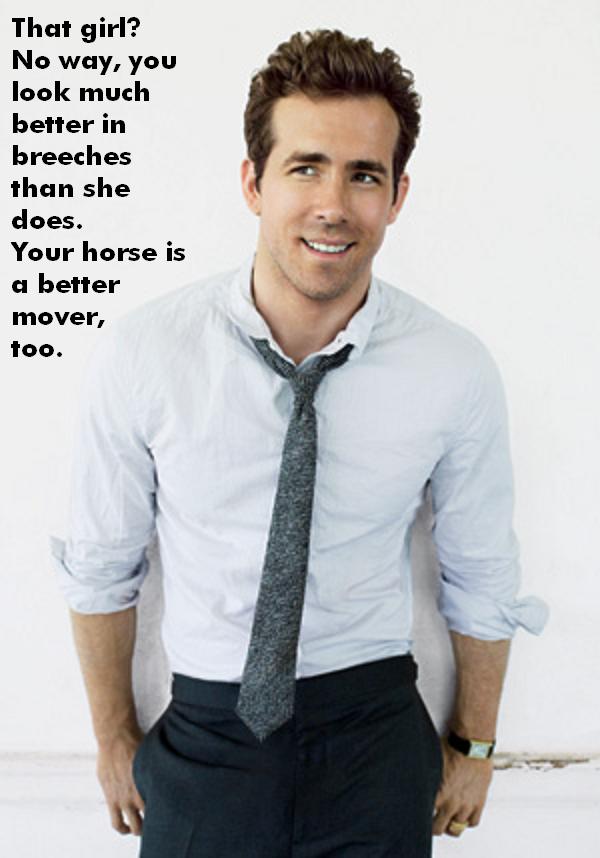 That girl?
No way, you
look much
better in
breeches
than she
does.
Your horse is
a better
mover,
too.